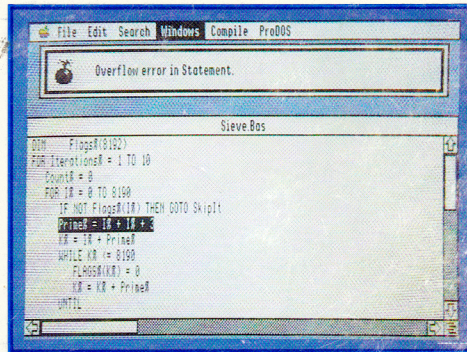 File Edit Search Windows Compile ProDOS
Overflow error in Statement.
Sieve.Bas
DIM Flags%(8192)
FOR Iterations% = 1 TO 10
Count% = 0
FOR I% = 0 TO 8190
IF NOT Flags%(I%) THEN GOTO SkipIt
Prime% = I% + I% + 3
K% = I% + Prime%
WHILE K% <= 8190
FLAGS%(K%) = 0
K% = K% + Prime%
UNTIL